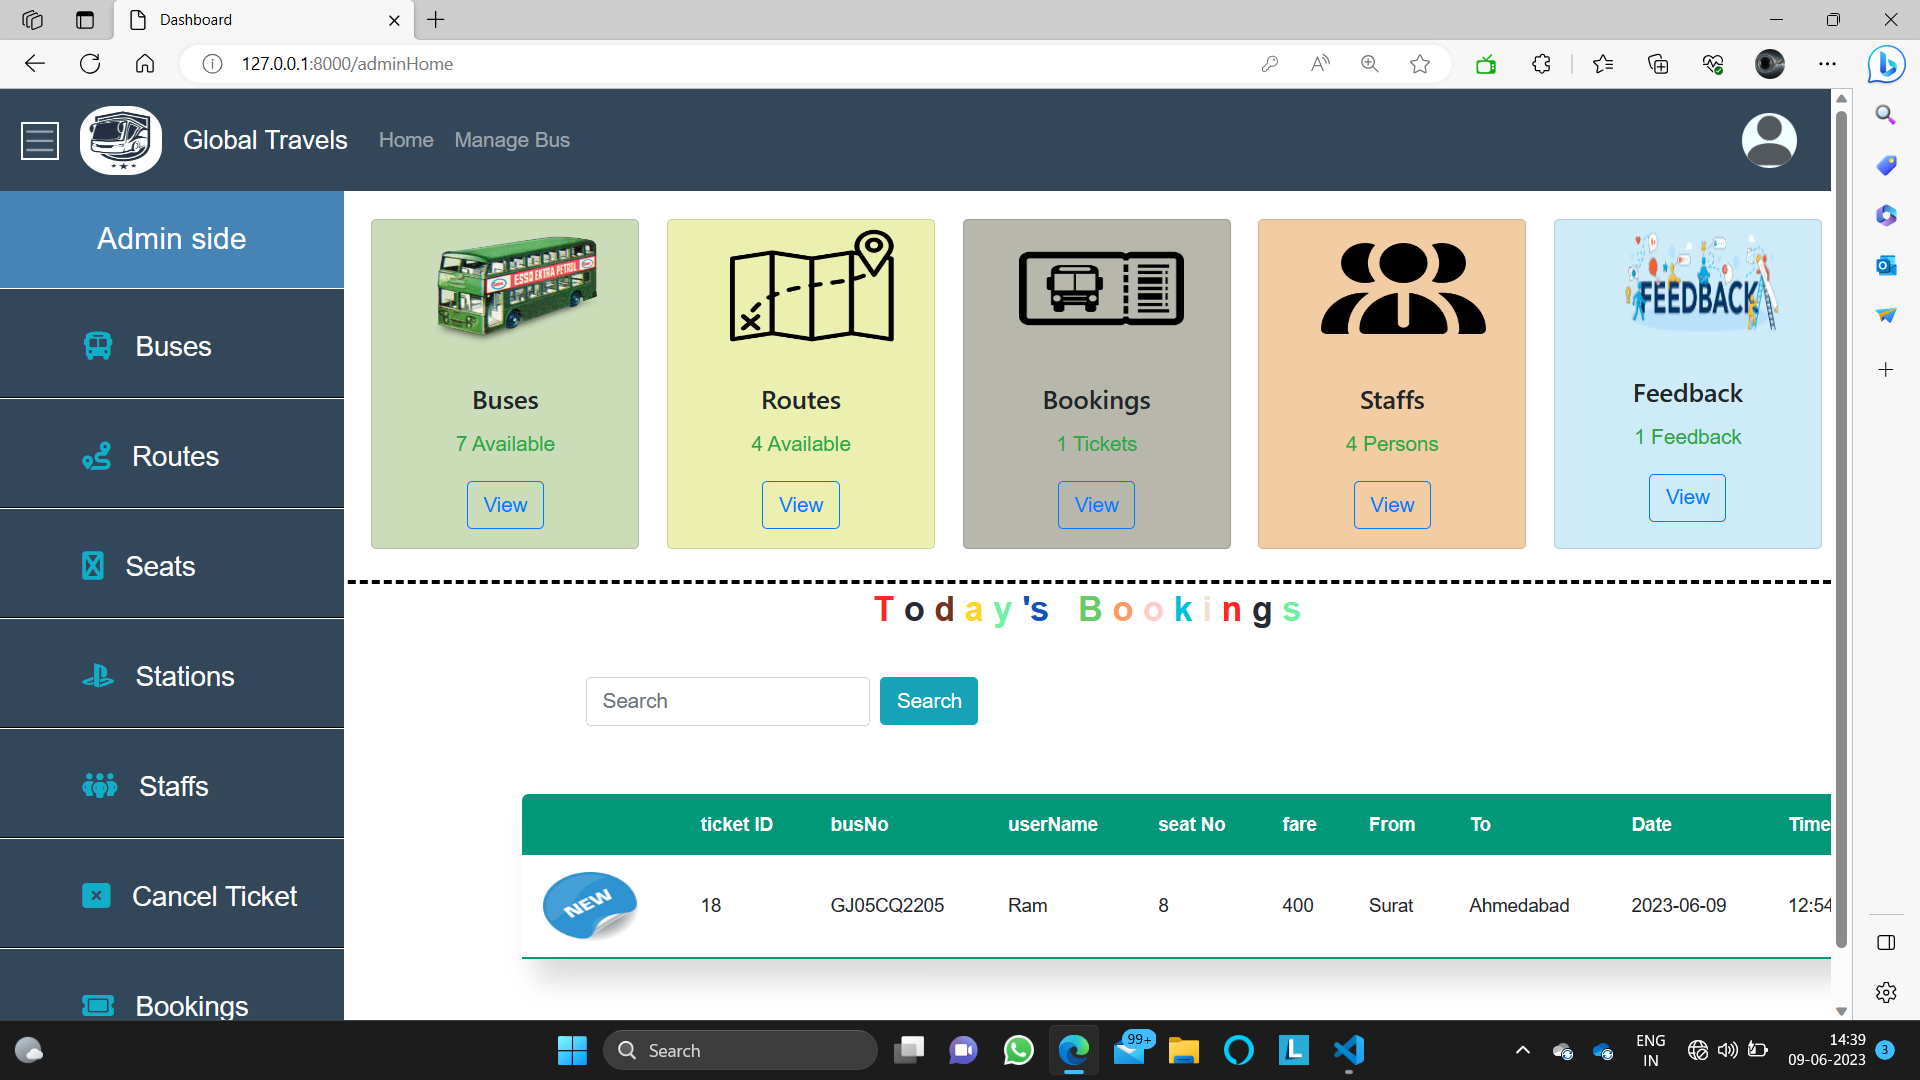 Dashboard
127.0.0.1:8000/adminHome
Global Travels Home Manage Bus
Admin side
Buses
Routes
Seats
Stations
Staffs
Cancel Ticket
Bookings
ESSO EXTRA PETROL
FEEDBACK
Buses Routes Bookings Staffs Feedback
7 Available 4 Available 1 Tickets 4 Persons 1 Feedback
View View View View View
Today's Bookings
Search Search
ticket ID busNo userName seat No fare From To Date Time
NEW 18 GJ05CQ2205 Ram 8 400 Surat Ahmedabad 2023-06-09 12:54
Search
99+
L
ENG
IN
14:39
09-06-2023
3